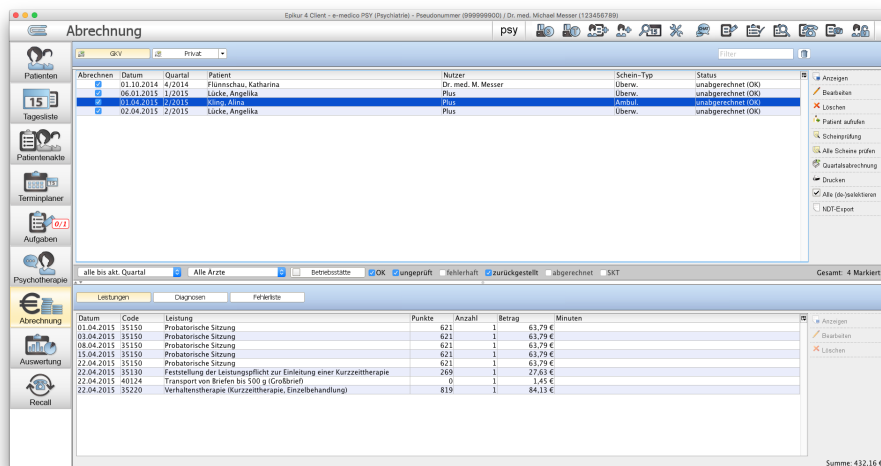 Epikur 4 Client - e-medico PSY (Psychiatrie) - Pseudonummer (999999900) / Dr. med. Michael Messer (123456789)
Abrechnung
psy
GKV
Privat
Filter
Patienten
Tagesliste
Patientenakte
Terminplaner
0/1
Aufgaben
Psychotherapie
Abrechnung
Auswertung
Recall
Abrechnen Datum Quartal Patient Nutzer Schein-Typ Status
01.10.2014 4/2014 Flünnschau, Katharina Dr. med. M. Messer Überw. unabgerechnet (OK)
06.01.2015 1/2015 Lücke, Angelika Plus Überw. unabgerechnet (OK)
01.04.2015 2/2015 Kling, Alina Plus Ambul. unabgerechnet (OK)
02.04.2015 2/2015 Lücke, Angelika Plus Überw. unabgerechnet (OK)
Anzeigen
Bearbeiten
Löschen
Patient aufrufen
Scheinprüfung
Alle Scheine prüfen
Quartalsabrechnung
Drucken
Alle (de-)selektieren
NDT-Export
alle bis akt. Quartal Alle Ärzte Betriebsstätte OK ungeprüft fehlerhaft zurückgestellt abgerechnet SKT Gesamt: 4 Markiert
Leistungen Diagnosen Fehlerliste
Datum Code Leistung Punkte Anzahl Betrag Minuten
01.04.2015 35150 Probatorische Sitzung 621 1 63,79 €
03.04.2015 35150 Probatorische Sitzung 621 1 63,79 €
08.04.2015 35150 Probatorische Sitzung 621 1 63,79 €
15.04.2015 35150 Probatorische Sitzung 621 1 63,79 €
22.04.2015 35150 Probatorische Sitzung 621 1 63,79 €
22.04.2015 35130 Feststellung der Leistungspflicht zur Einleitung einer Kurzzeittherapie 269 1 27,63 €
22.04.2015 40124 Transport von Briefen bis 500 g (Großbrief) 0 1 1,45 €
22.04.2015 35220 Verhaltenstherapie (Kurzzeittherapie, Einzelbehandlung) 819 1 84,13 €
Anzeigen
Bearbeiten
Löschen
Summe: 432,16 €